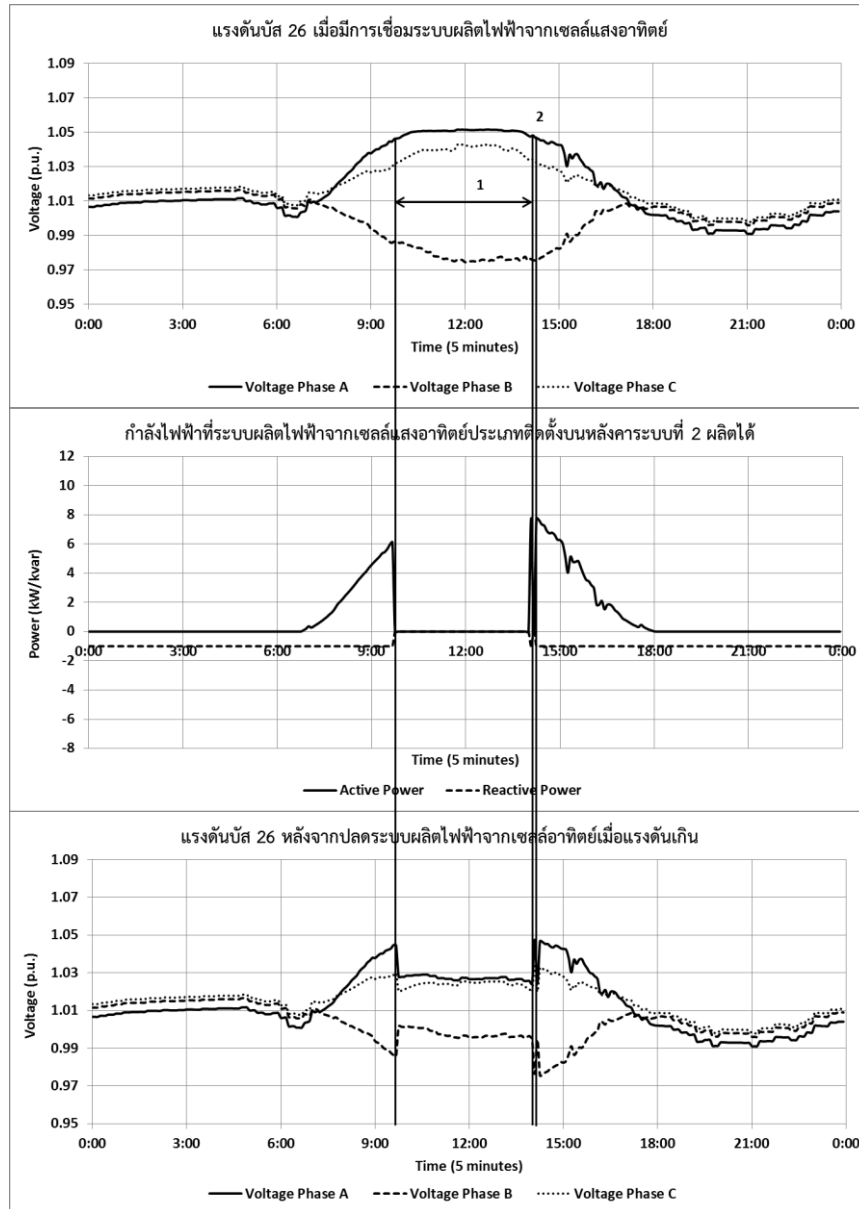 แรงดันบัส 26 เมื่อมีการเชื่อมระบบผลิตไฟฟ้าจากเซลล์แสงอาทิตย์
1.09
1.07
1.05
1.03
1.01
0.99
0.97
0.95
Voltage (p.u.)
2
1
0:00 3:00 6:00 9:00 12:00 15:00 18:00 21:00 0:00
Time (5 minutes)
Voltage Phase A Voltage Phase B Voltage Phase C
กำลังไฟฟ้าที่ระบบผลิตไฟฟ้าจากเซลล์แสงอาทิตย์ประเภทติดตั้งบนหลังคาระบบที่ 2 ผลิตได้
12
10
8
6
4
2
0
-2
-4
-6
-8
Power (kW/kvar)
0:00 3:00 6:00 9:00 12:00 15:00 18:00 21:00 0:00
Time (5 minutes)
Active Power Reactive Power
แรงดันบัส 26 หลังจากปลดระบบผลิตไฟฟ้าจากเซลล์อาทิตย์เมื่อแรงดันเกิน
1.09
1.07
1.05
1.03
1.01
0.99
0.97
0.95
Voltage (p.u.)
0:00 3:00 6:00 9:00 12:00 15:00 18:00 21:00 0:00
Time (5 minutes)
Voltage Phase A Voltage Phase B Voltage Phase C